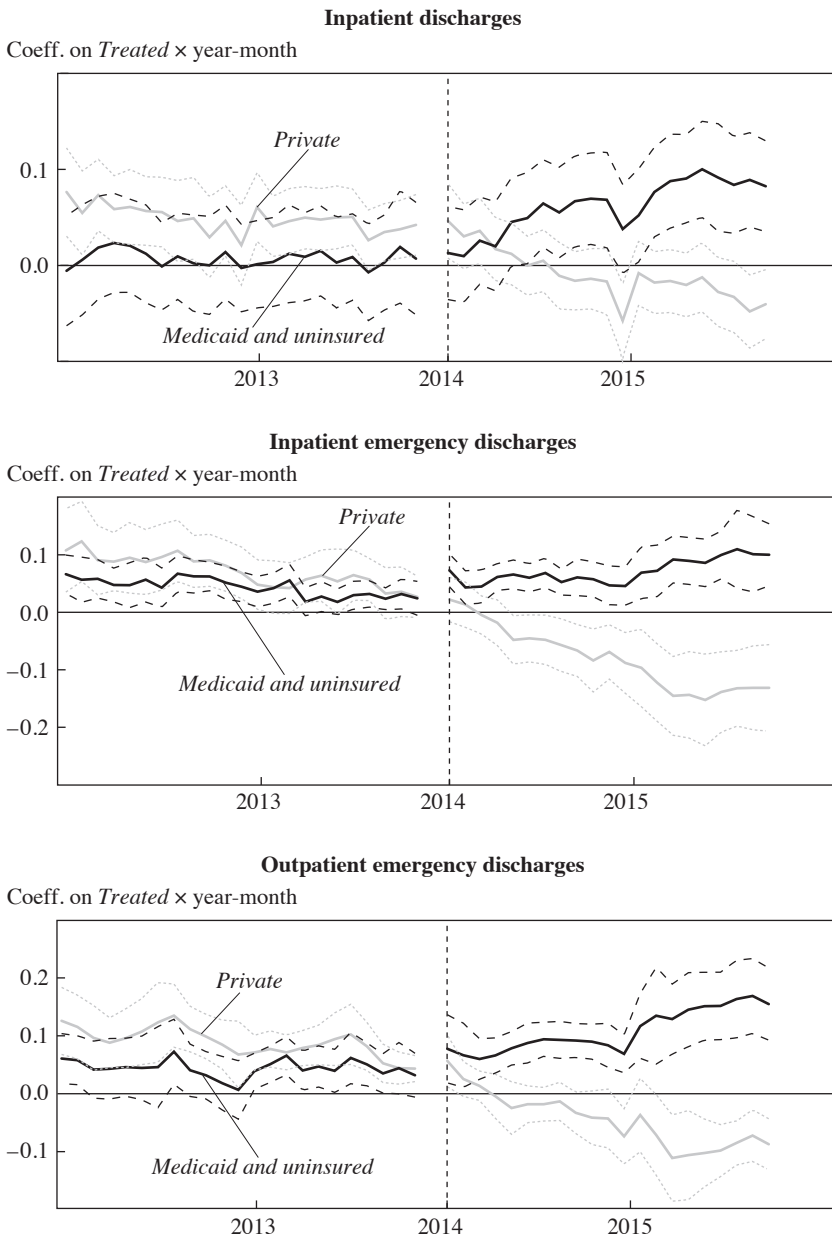 Inpatient discharges
Coeff. on Treated × year-month
Private
0.1
0.0
Medicaid and uninsured
2013 2014 2015
Inpatient emergency discharges
Coeff. on Treated × year-month
Private
0.1
0.0
Medicaid and uninsured
–0.1
–0.2
2013 2014 2015
Outpatient emergency discharges
Coeff. on Treated × year-month
0.2
Private
0.1
0.0
–0.1
Medicaid and uninsured
2013 2014 2015